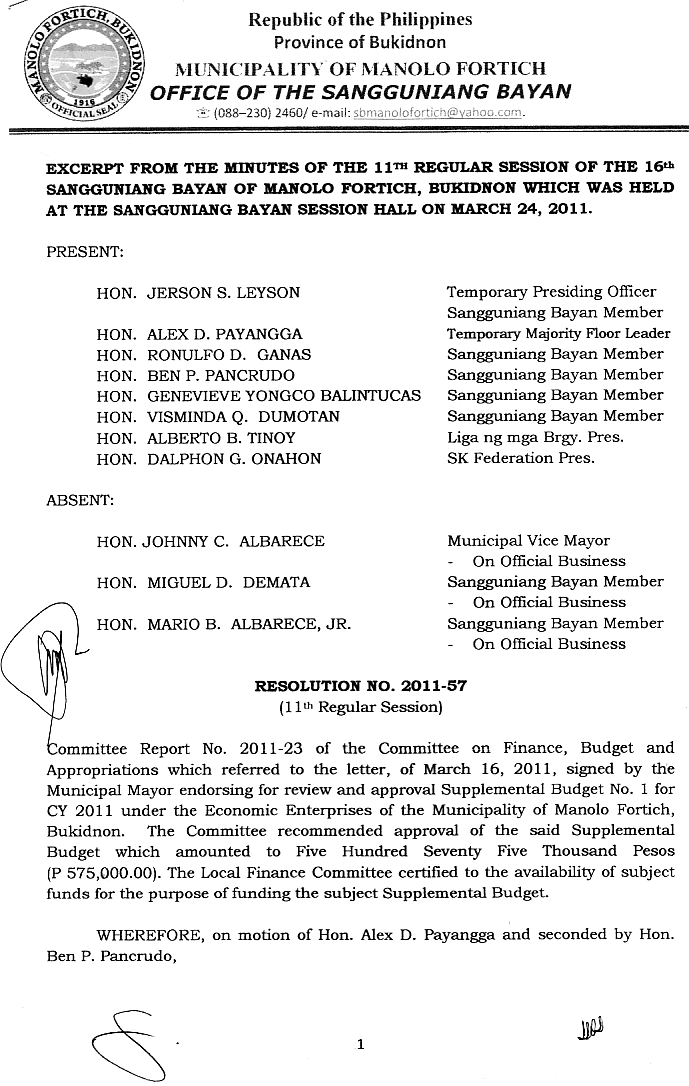 Republic of the Philippines
Province of Bukidnon
MUNICIPALITY OF MANOLO FORTICH
OFFICE OF THE SANGGUNIANG BAYAN
☏ (088–230) 2460/ e-mail: sbmanolofortich@yahoo.com.
MANOLO FORTICH, BUKIDNON
1916
OFFICIAL SEAL
EXCERPT FROM THE MINUTES OF THE 11TH REGULAR SESSION OF THE 16th
SANGGUNIANG BAYAN OF MANOLO FORTICH, BUKIDNON WHICH WAS HELD
AT THE SANGGUNIANG BAYAN SESSION HALL ON MARCH 24, 2011.
PRESENT:
HON. JERSON S. LEYSON Temporary Presiding Officer
Sangguniang Bayan Member
HON. ALEX D. PAYANGGA Temporary Majority Floor Leader
HON. RONULFO D. GANAS Sangguniang Bayan Member
HON. BEN P. PANCRUDO Sangguniang Bayan Member
HON. GENEVIEVE YONGCO BALINTUCAS Sangguniang Bayan Member
HON. VISMINDA Q. DUMOTAN Sangguniang Bayan Member
HON. ALBERTO B. TINOY Liga ng mga Brgy. Pres.
HON. DALPHON G. ONAHON SK Federation Pres.
ABSENT:
HON. JOHNNY C. ALBARECE Municipal Vice Mayor
- On Official Business
HON. MIGUEL D. DEMATA Sangguniang Bayan Member
- On Official Business
HON. MARIO B. ALBARECE, JR. Sangguniang Bayan Member
- On Official Business
RESOLUTION NO. 2011-57
(11th Regular Session)
Committee Report No. 2011-23 of the Committee on Finance, Budget and
Appropriations which referred to the letter, of March 16, 2011, signed by the
Municipal Mayor endorsing for review and approval Supplemental Budget No. 1 for
CY 2011 under the Economic Enterprises of the Municipality of Manolo Fortich,
Bukidnon. The Committee recommended approval of the said Supplemental
Budget which amounted to Five Hundred Seventy Five Thousand Pesos
(P 575,000.00). The Local Finance Committee certified to the availability of subject
funds for the purpose of funding the subject Supplemental Budget.
WHEREFORE, on motion of Hon. Alex D. Payangga and seconded by Hon.
Ben P. Pancrudo,
1